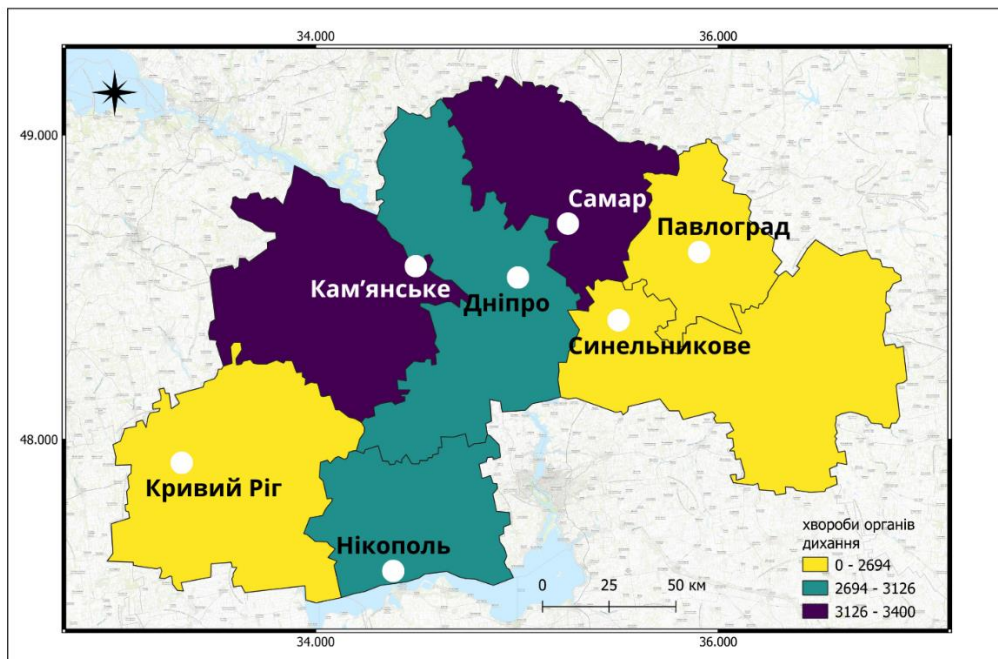 34.000
36.000
49.000
Самар
Павлоград
Кам’янське
Дніпро
Синельникове
48.000
Кривий Ріг
Нікополь
хвороби органів
дихання
0 - 2694
2694 - 3126
3126 - 3400
0 25 50 км
34.000
36.000